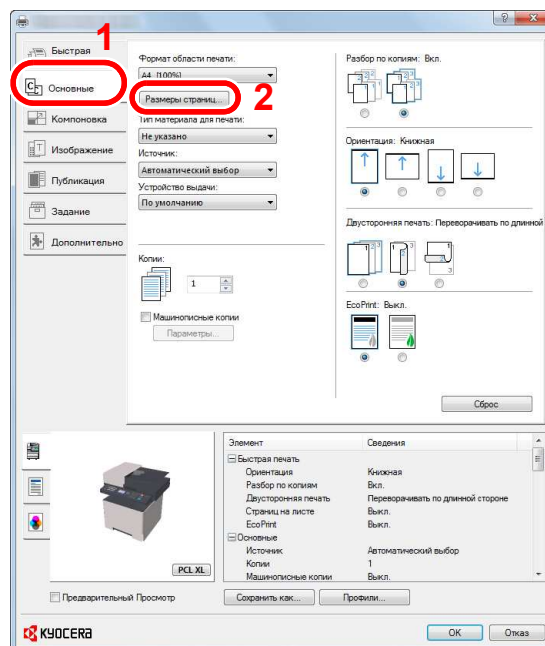 1
Быстрая
Основные
Компоновка
Изображение
Публикация
Задание
Дополнительно
Формат области печати:
A4 [100%]
Размеры страниц...
2
Тип материала для печати:
Не указано
Источник:
Автоматический выбор
Устройство выдачи:
По умолчанию
Копии:
1
Машинописные копии
Параметры...
Разбор по копиям: Вкл.
Ориентация: Книжная
Двусторонняя печать: Переворачивать по длинной
EcoPrint: Выкл.
Сброс
Элемент Сведения
Быстрая печать
Ориентация Книжная
Разбор по копиям Вкл.
Двусторонняя печать Переворачивать по длинной стороне
Страниц на листе Выкл.
EcoPrint Выкл.
Основные
Источник Автоматический выбор
Копии 1
Машинописные копии Выкл.
PCL XL
Предварительный Просмотр
Сохранить как...
Профили...
KYOCERA
OK
Отказ